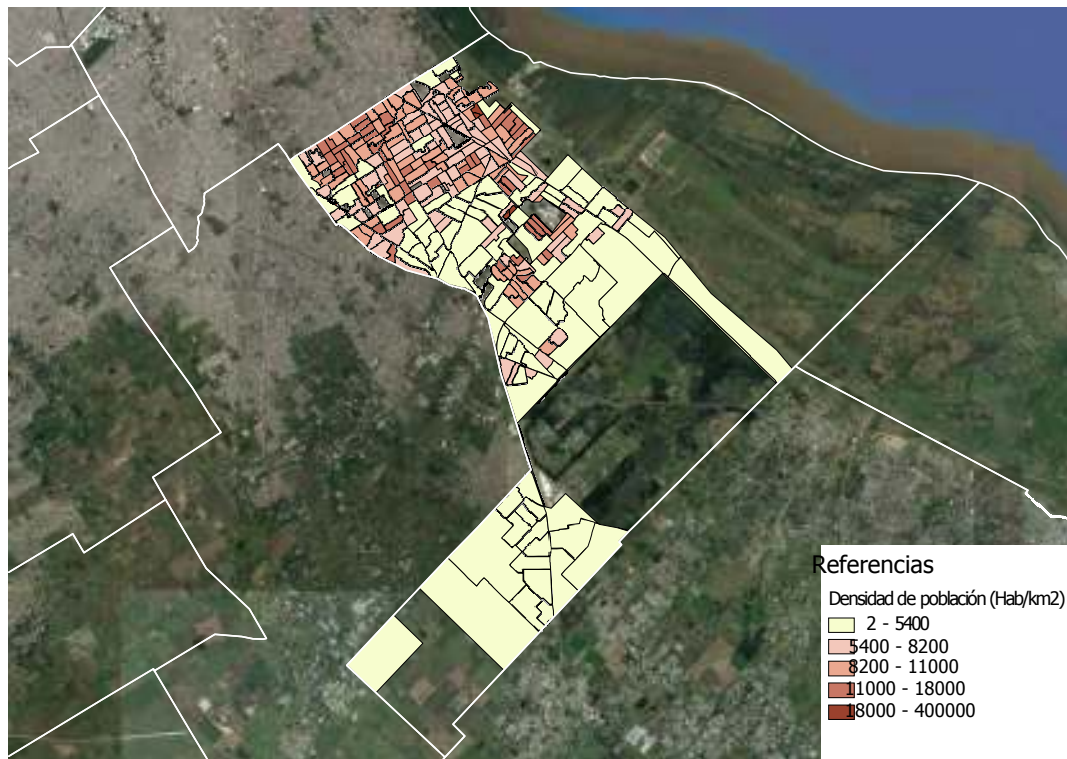 Referencias
Densidad de población (Hab/km2)
2 - 5400
5400 - 8200
8200 - 11000
11000 - 18000
18000 - 400000